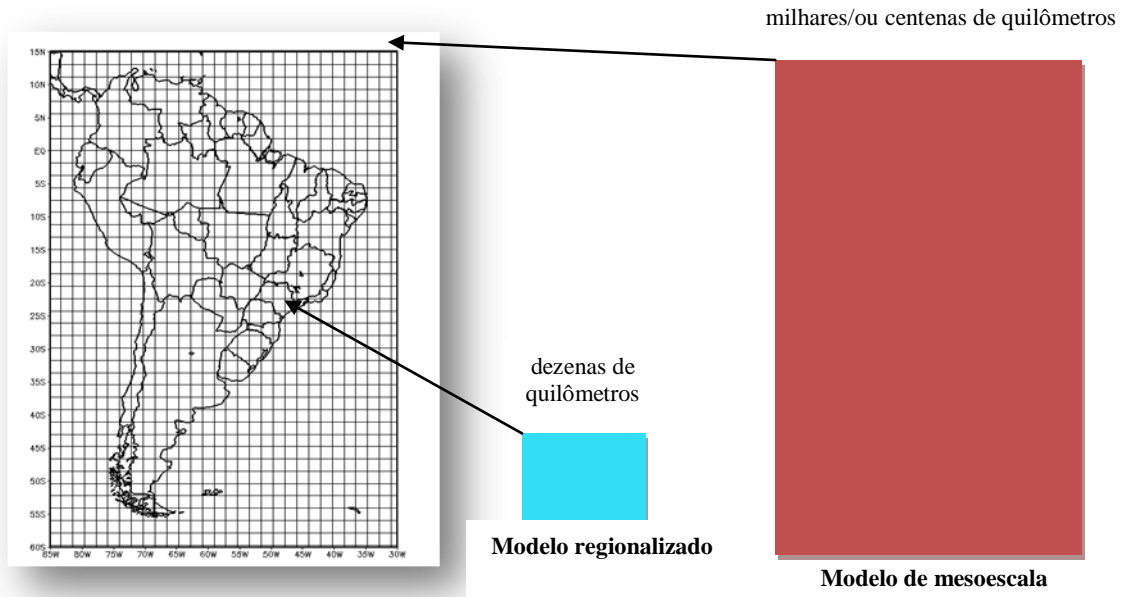 milhares/ou centenas de quilômetros
15N
10N
5N
EQ
5S
10S
15S
20S
25S
30S
35S
40S
45S
50S
55S
60S
85W 80W 75W 70W 65W 60W 55W 50W 45W 40W 35W 30W
dezenas de
quilômetros
Modelo regionalizado
Modelo de mesoescala